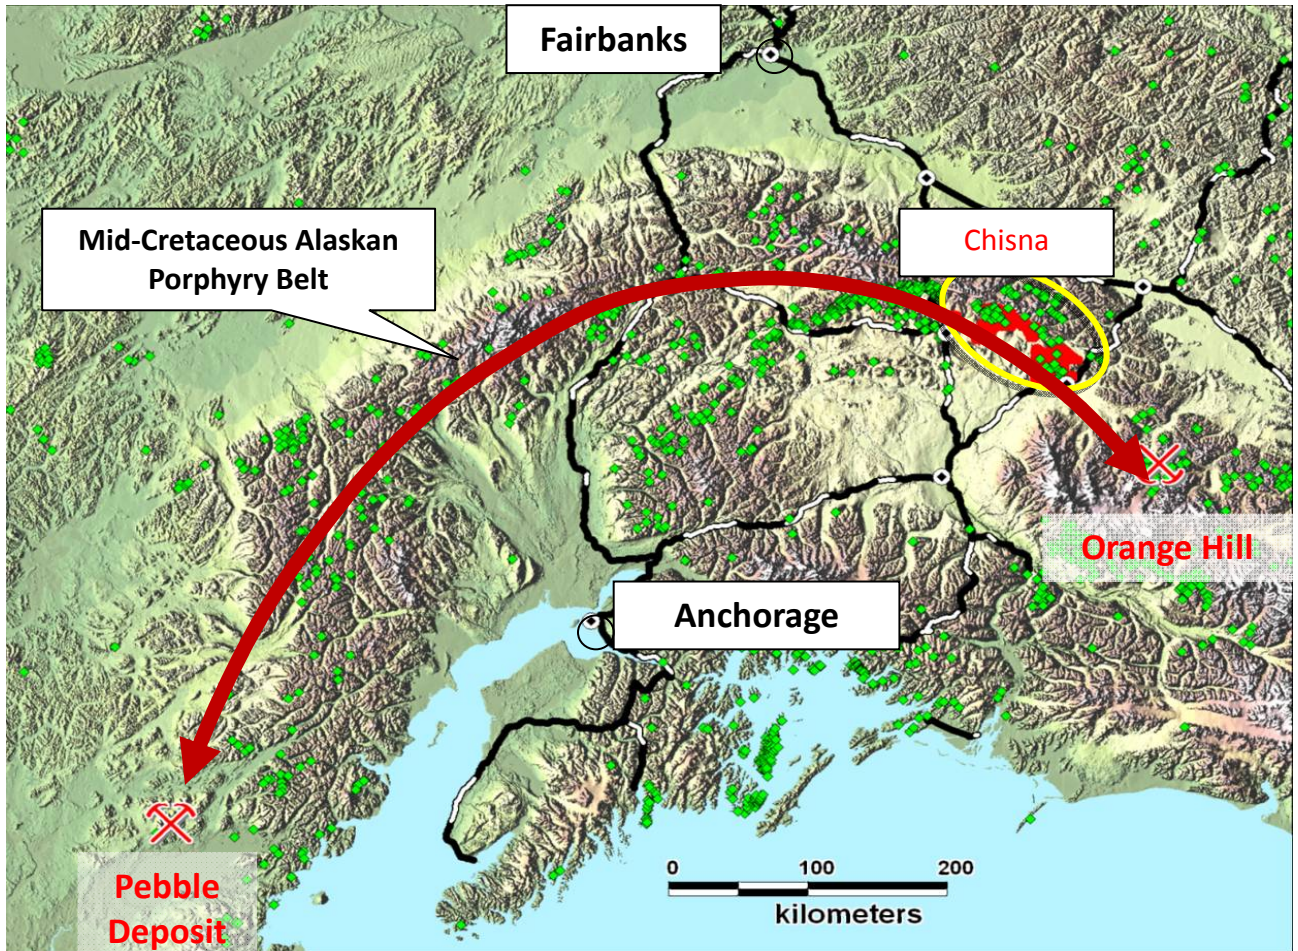 Fairbanks
Mid-Cretaceous Alaskan
Porphyry Belt
Chisna
Orange Hill
Anchorage
Pebble
Deposit
0 100 200
kilometers